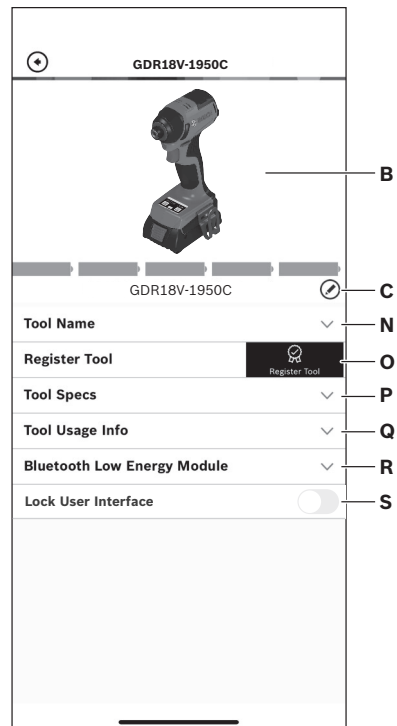 GDR18V-1950C
B
GDR18V-1950C
C
Tool Name
N
Register Tool
Register Tool
O
Tool Specs
P
Tool Usage Info
Q
Bluetooth Low Energy Module
R
Lock User Interface
S